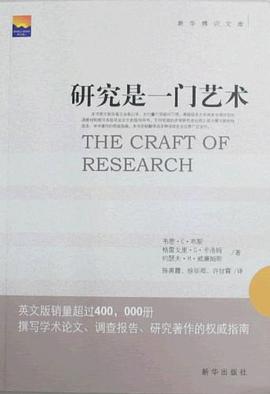 新华博识文库
研究是一门艺术
THE CRAFT OF
RESEARCH
韦恩·C·布斯
格雷戈里·G·卡洛姆
约瑟夫·M·威廉姆斯
著
陈美霞、徐毕卿、许甘霖/译
英文版销量超过400，000册
撰写学术论文、调查报告、研究著作的权威指南
新华出版社